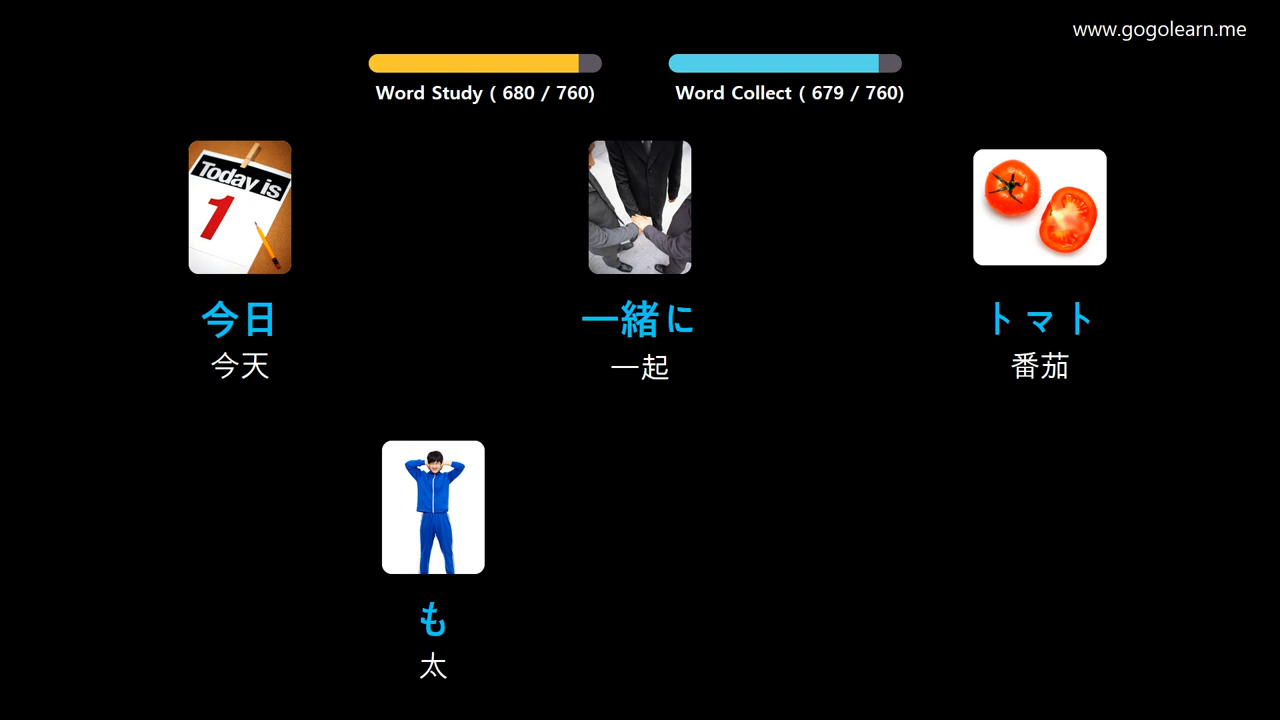 www.gogolearn.me
Word Study ( 680 / 760)
Word Collect ( 679 / 760)
Today is
1
今日
今天
一緒に
一起
トマト
番茄
も
太